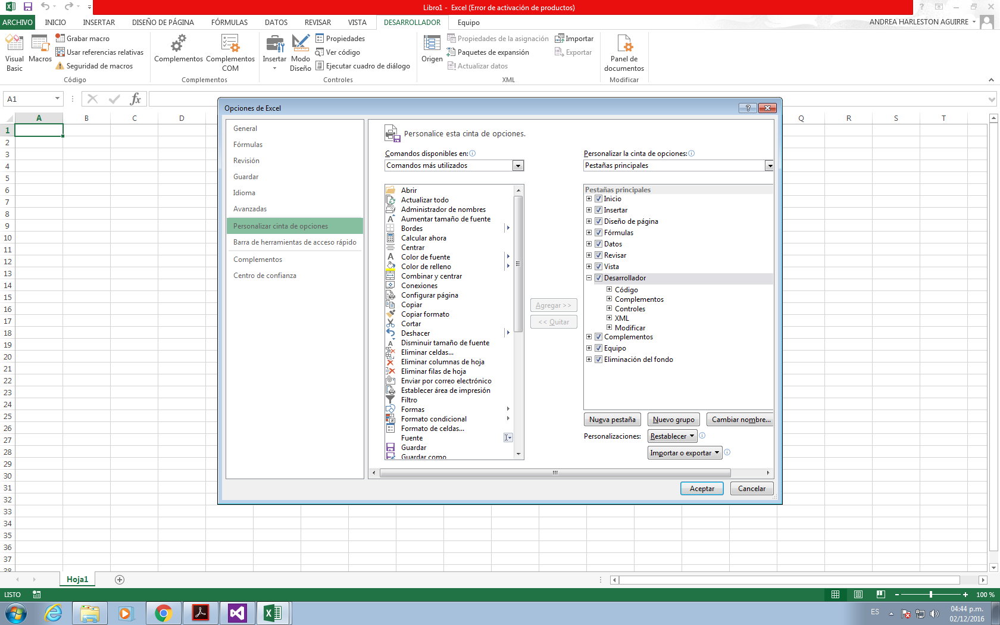 Libro1 - Excel (Error de activación de productos)
ARCHIVO INICIO INSERTAR DISEÑO DE PÁGINA FÓRMULAS DATOS REVISAR VISTA DESARROLLADOR Equipo ANDREA HARLESTON AGUIRRE
Visual Basic
Macros
Grabar macro
Usar referencias relativas
Seguridad de macros
Código
Complementos
Complementos COM
Complementos
Insertar
Modo Diseño
Propiedades
Ver código
Ejecutar cuadro de diálogo
Controles
Origen
Propiedades de la asignación
Paquetes de expansión
Actualizar datos
Importar
Exportar
XML
Panel de documentos
Modificar
A1
fx
A B C D Q R S T
1
2
3
4
5
6
7
8
9
10
11
12
13
14
15
16
17
18
19
20
21
22
23
24
25
26
27
28
29
30
31
32
33
34
35
36
37
38
Opciones de Excel
General
Fórmulas
Revisión
Guardar
Idioma
Avanzadas
Personalizar cinta de opciones
Barra de herramientas de acceso rápido
Complementos
Centro de confianza
Personalice esta cinta de opciones.
Comandos disponibles en:
Comandos más utilizados
Abrir
Actualizar todo
Administrador de nombres
Aumentar tamaño de fuente
Bordes
Calcular ahora
Centrar
Color de fuente
Color de relleno
Combinar y centrar
Conexiones
Configurar página
Copiar
Copiar formato
Cortar
Deshacer
Disminuir tamaño de fuente
Eliminar celdas...
Eliminar columnas de hoja
Eliminar filas de hoja
Enviar por correo electrónico
Establecer área de impresión
Filtro
Formas
Formato condicional
Formato de celdas...
Fuente
Guardar
Guardar como
Agregar >>
<< Quitar
Personalizar la cinta de opciones:
Pestañas principales
Pestañas principales
Inicio
Insertar
Diseño de página
Fórmulas
Datos
Revisar
Vista
Desarrollador
Código
Complementos
Controles
XML
Modificar
Complementos
Equipo
Eliminación del fondo
Nueva pestaña Nuevo grupo Cambiar nombre...
Personalizaciones: Restablecer
Importar o exportar
Aceptar Cancelar
Hoja1
LISTO 100 %
ES
04:44 p.m.
02/12/2016